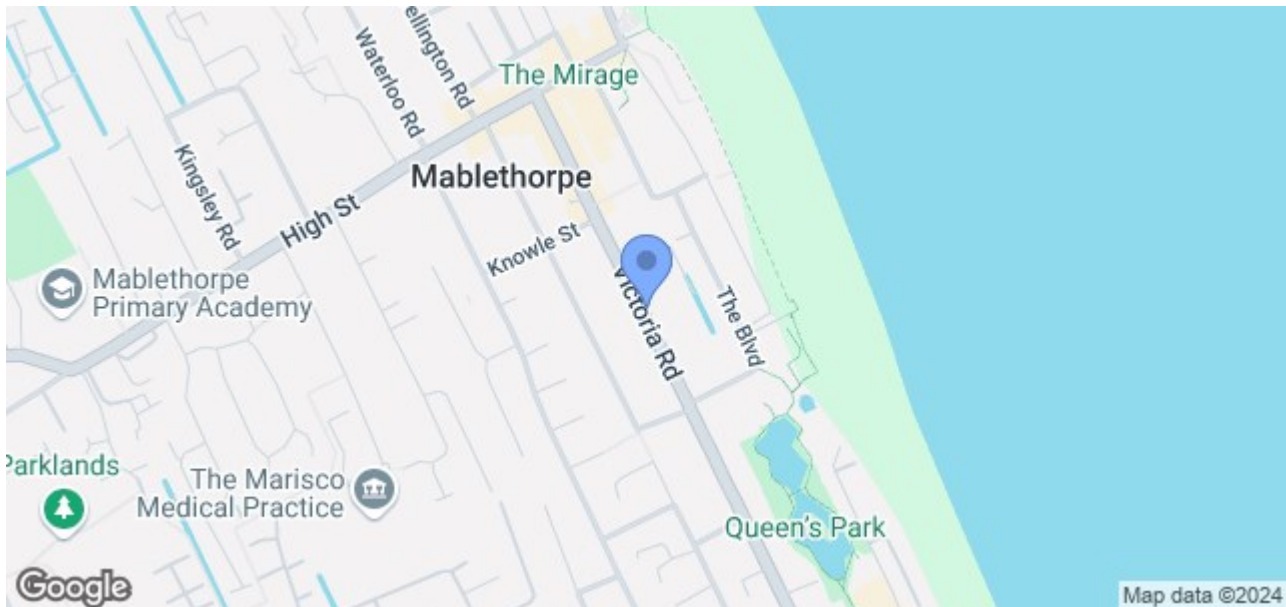 ellington Rd
The Mirage
Waterloo Rd
Mablethorpe
Kingsley Rd
High St
Knowle St
Mablethorpe
Primary Academy
Victoria Rd
The Blvd
Parklands
The Marisco
Medical Practice
Queen's Park
Google
Map data ©2024